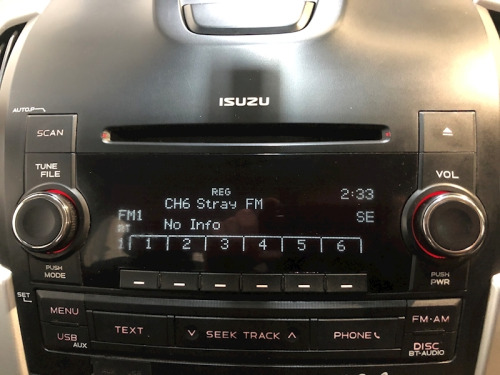 ISUZU
AUTO.P
SCAN
TUNE
FILE
VOL
REG
2:33
CH6 Stray FM
FM1
SE
No Info
1 1 2 3 4 5 6
PUSH
MODE
PUSH
PWR
SET
MENU
USB
AUX
TEXT
∨ SEEK TRACK ∧
PHONE
FM·AM
DISC
BT-AUDIO